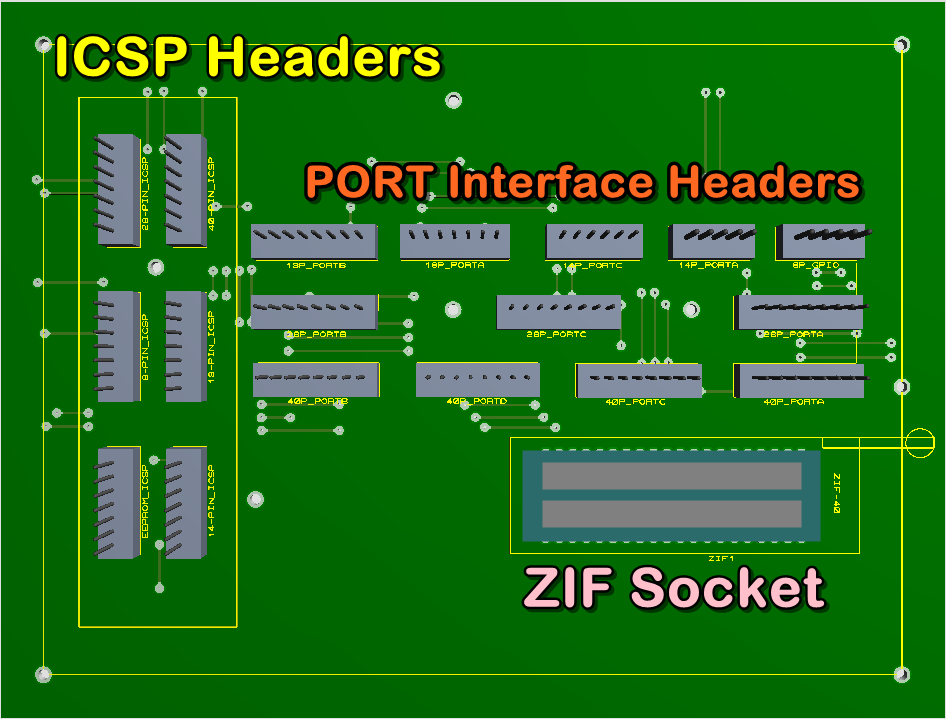 ICSP Headers
PORT Interface Headers
28-PIN_ICSP
40-PIN_ICSP
18P_PORTB
18P_PORTA
14P_PORTC
14P_PORTA
8P_GPIO
8-PIN_ICSP
18-PIN_ICSP
28P_PORTB
28P_PORTC
28P_PORTA
40P_PORTB
40P_PORTD
40P_PORTC
40P_PORTA
EEPROM_ICSP
14-PIN_ICSP
ZIF-40
ZIF1
ZIF Socket